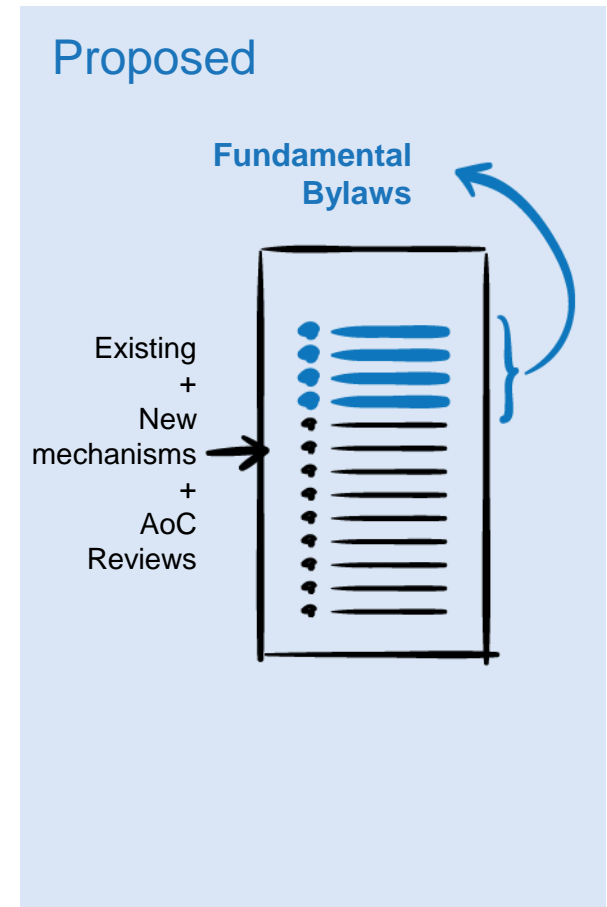 Proposed
Fundamental
Bylaws
Existing
+
New
mechanisms
+
AoC
Reviews